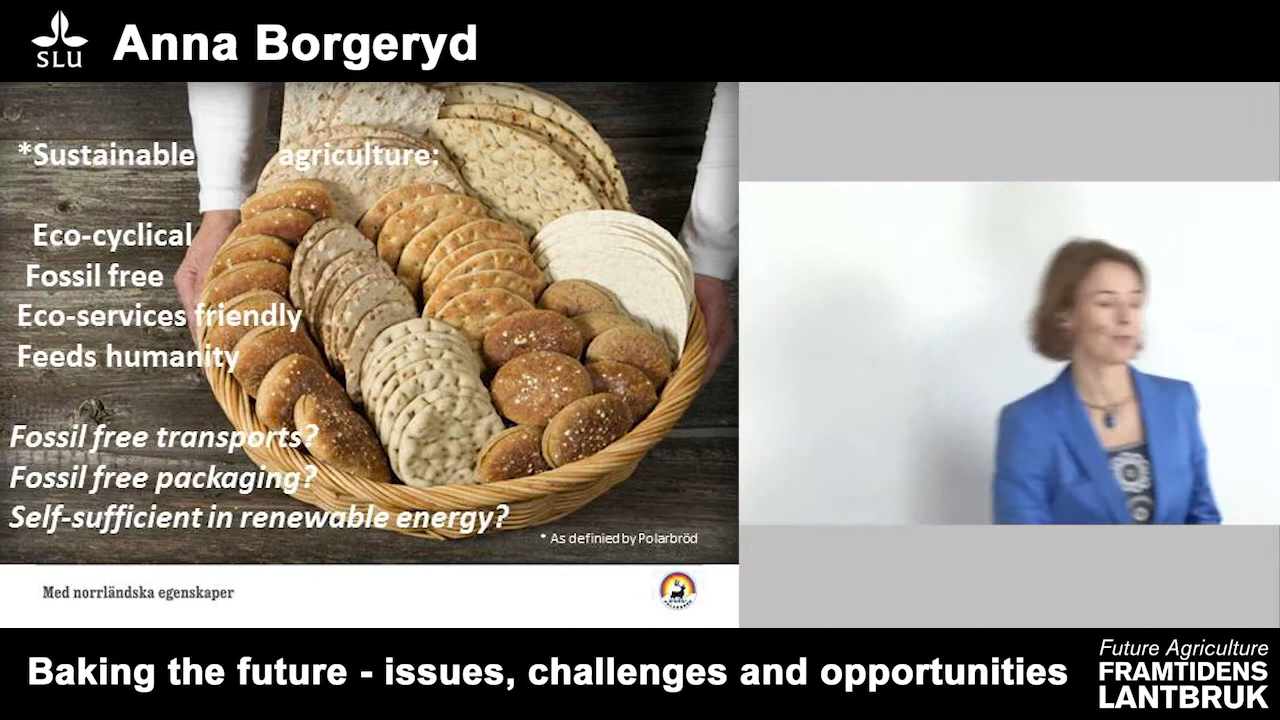 SLU
Anna Borgeryd
*Sustainable agriculture;
Eco-cyclical
Fossil free
Eco-services friendly
Feeds humanity
Fossil free transports?
Fossil free packaging?
Self-sufficient in renewable energy?
* As definied by Polarbröd
Med norrländska egenskaper
Baking the future - issues, challenges and opportunities
Future Agriculture
FRAMTIDENS
LANTBRUK